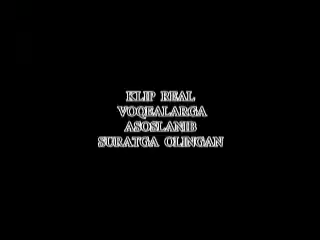 KLIP REAL
VOQEALARGA
ASOSLANIB
SURATGA OLINGAN